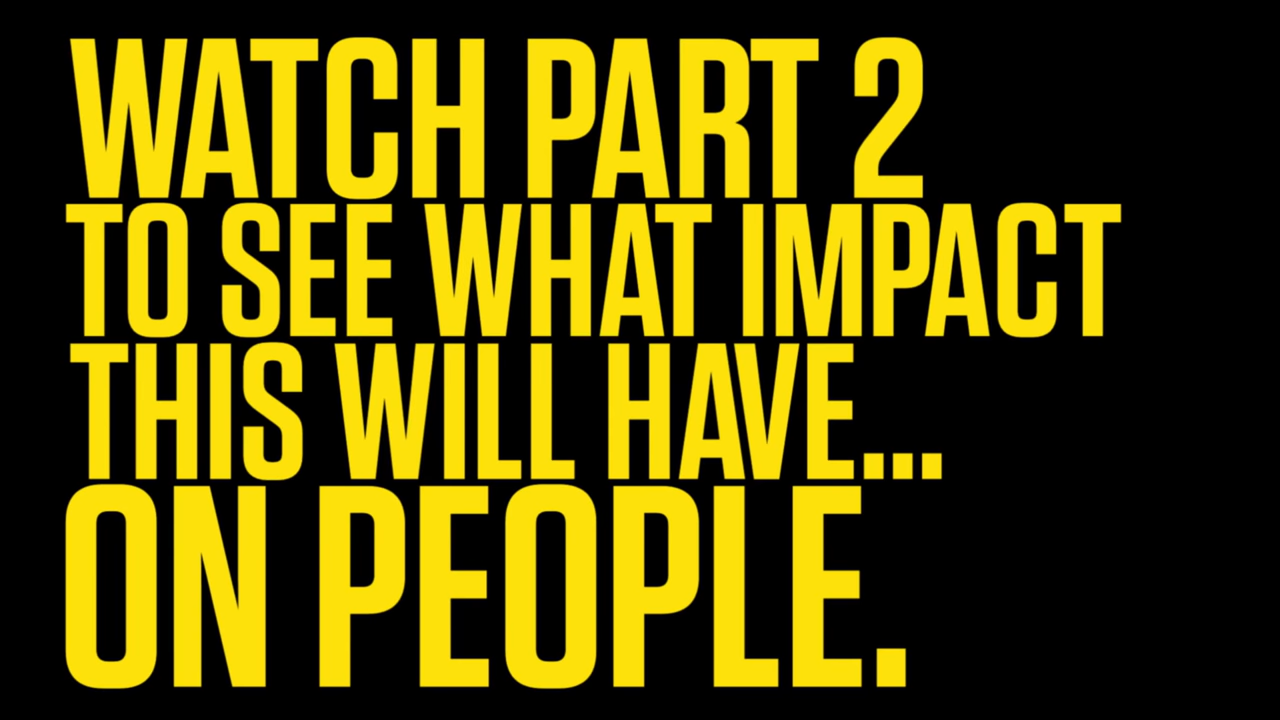 WATCH PART 2
TO SEE WHAT IMPACT
THIS WILL HAVE...
ON PEOPLE.